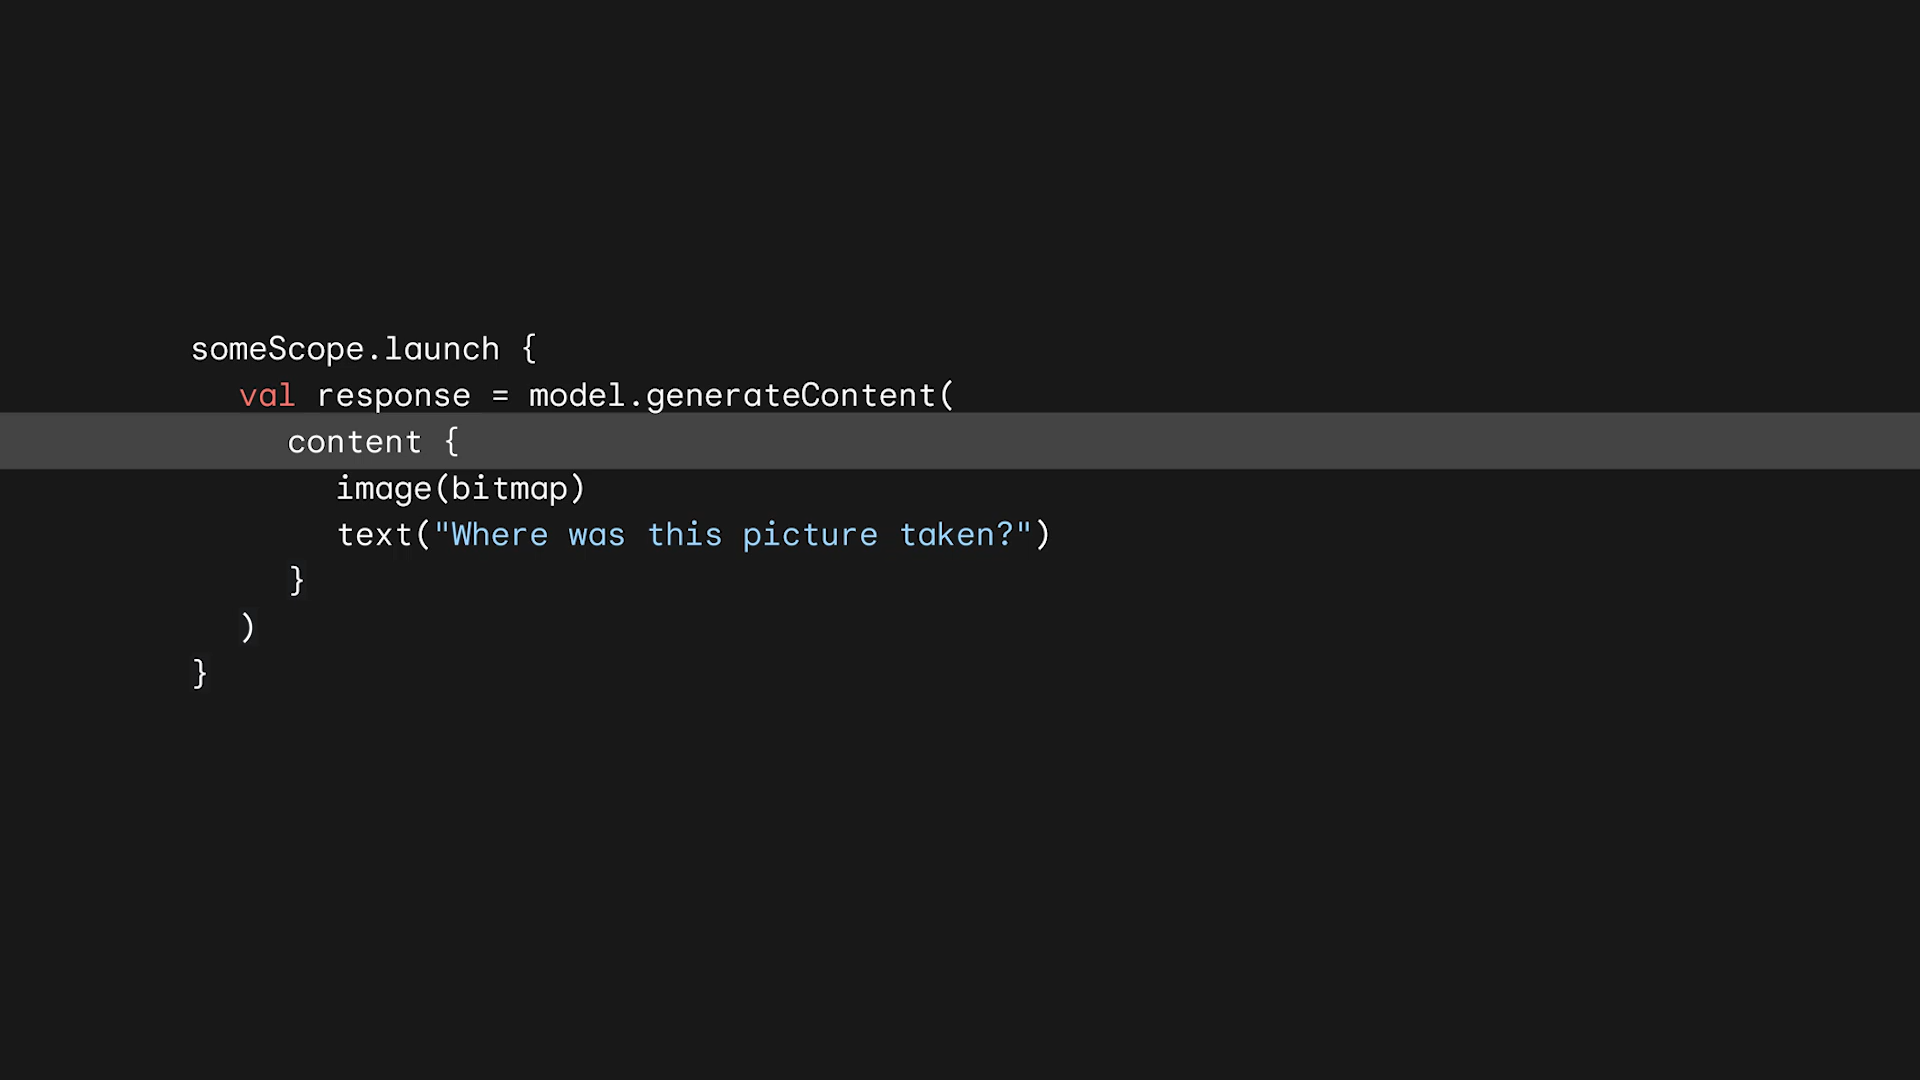 someScope.launch {
val response = model.generateContent(
content {
image(bitmap)
text("Where was this picture taken?")
}
)
}